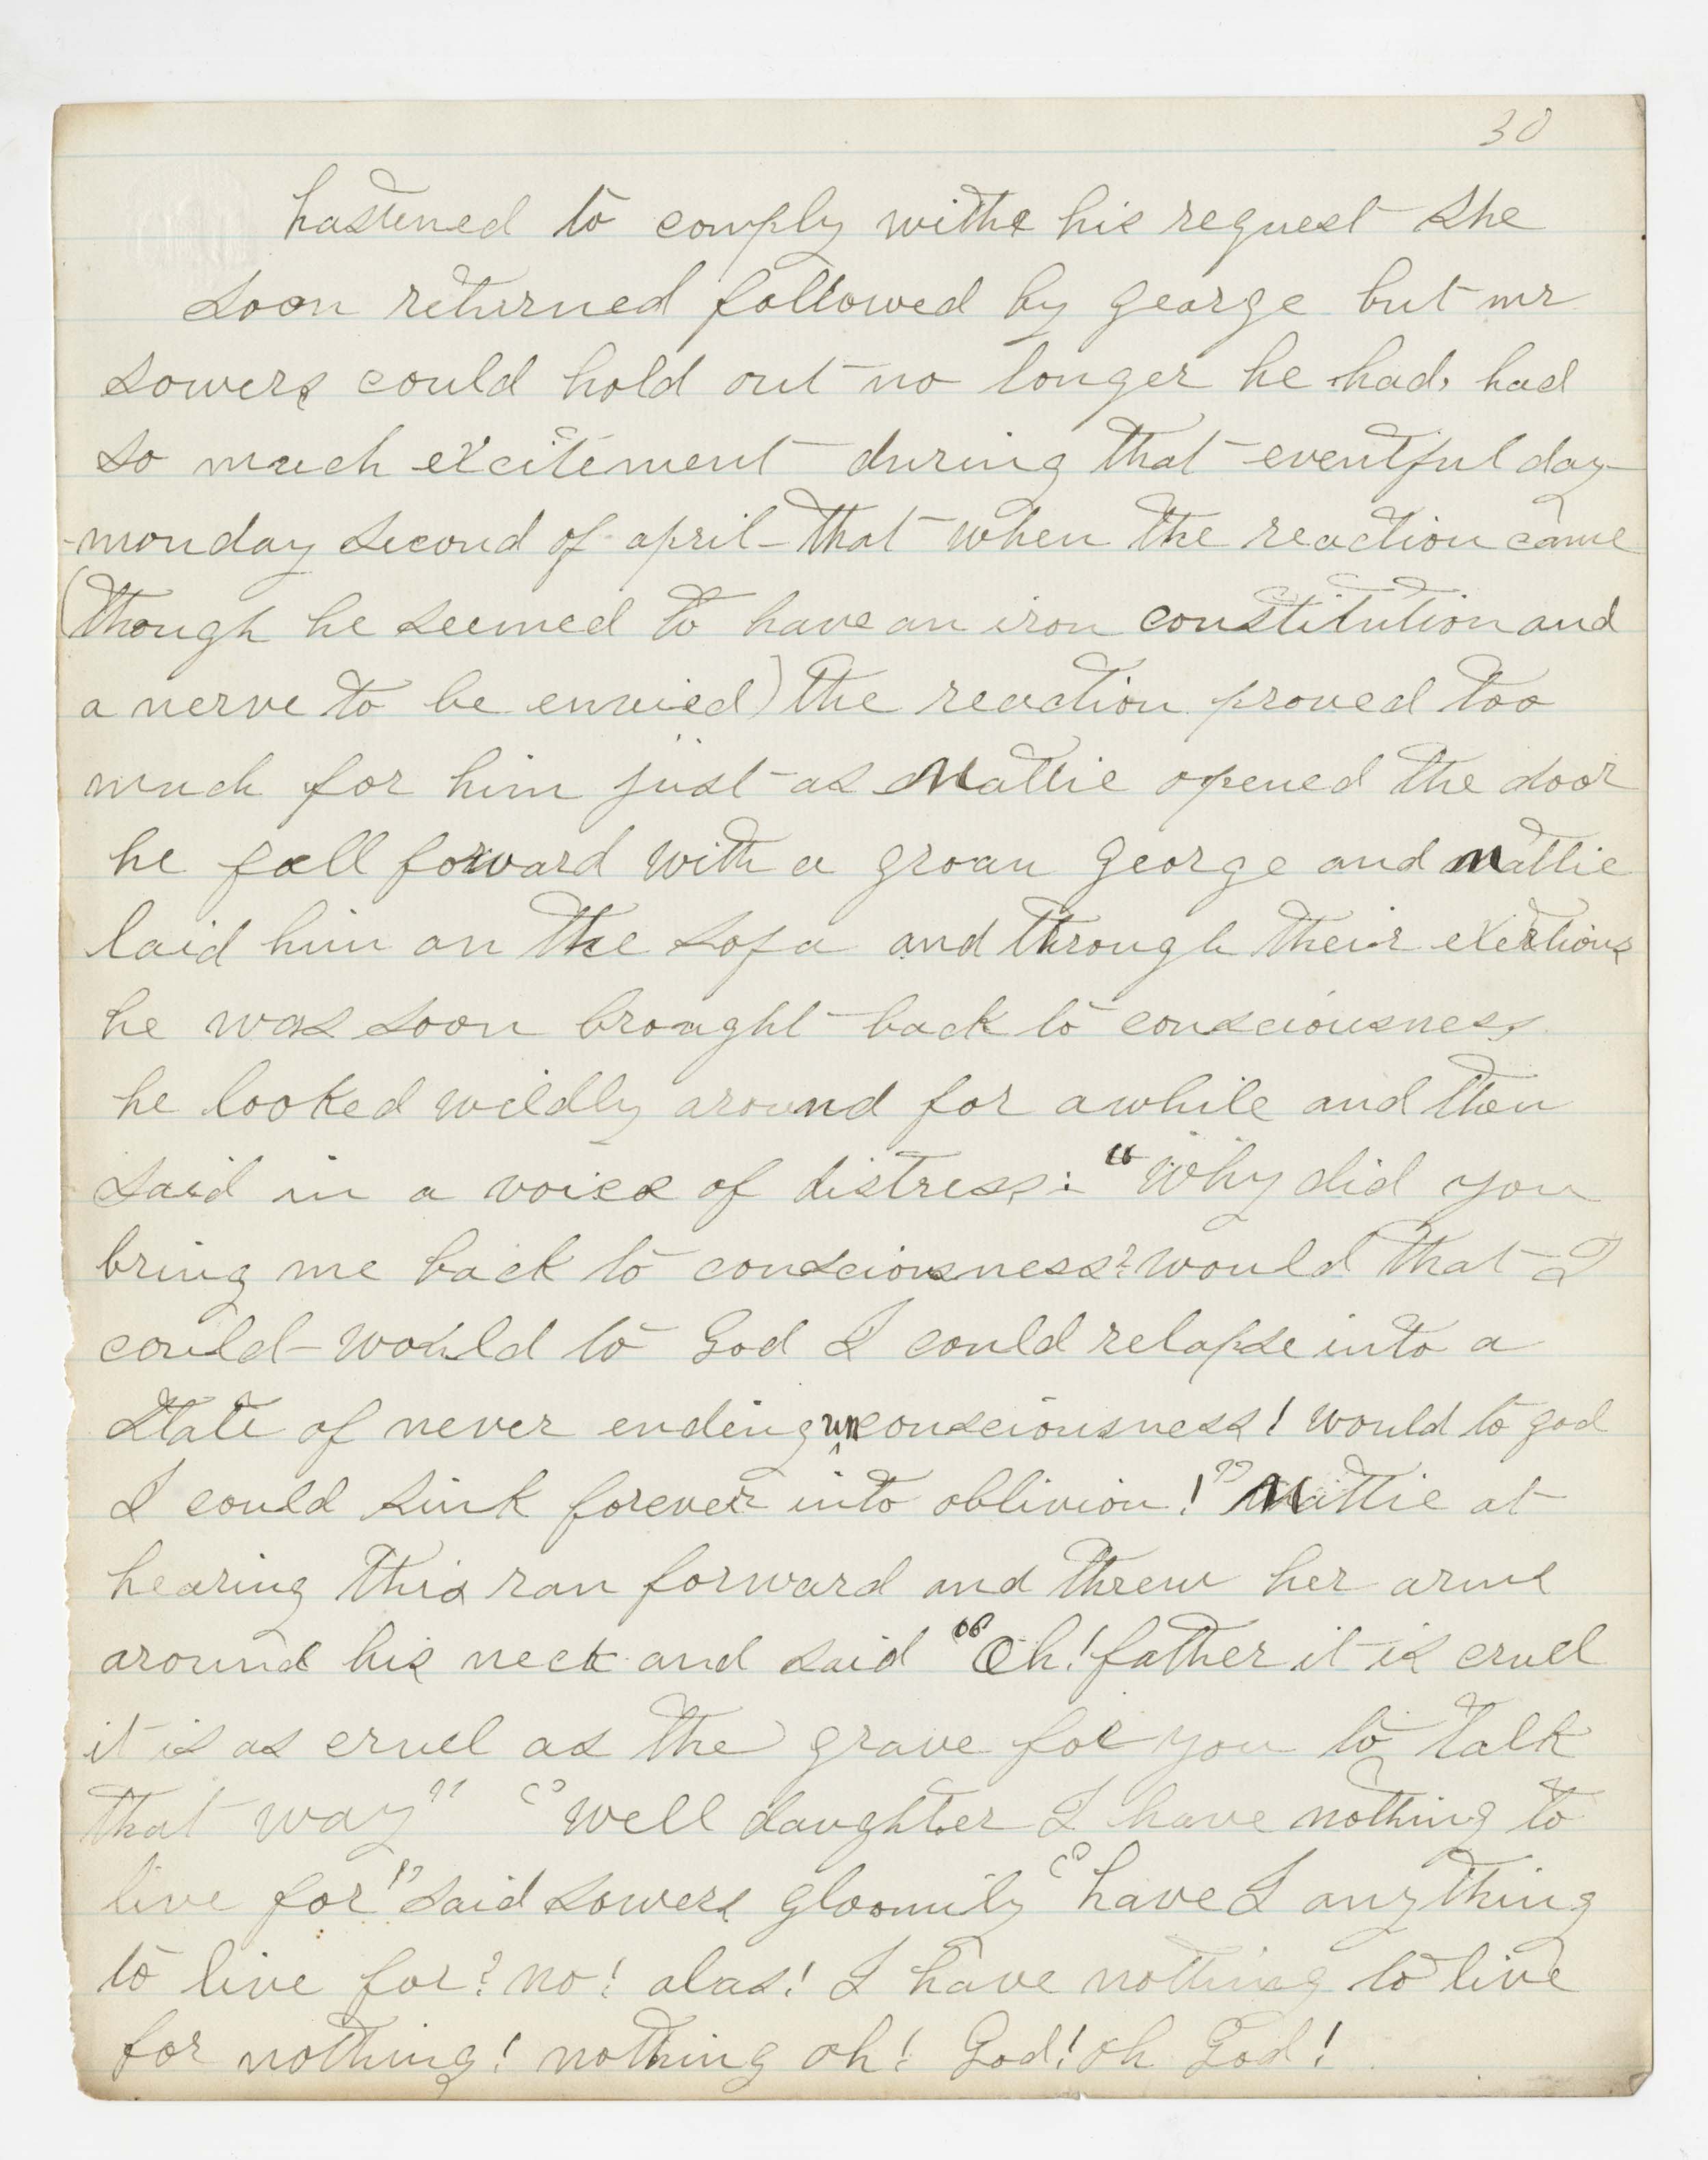 30
hastened to comply withe his request she
soon returned followed by george but mr
sowers could hold out no longer he had, had
so much excitement during that eventful day
-monday second of april- that when the reaction came
(though he seemed to have an iron constitution and
a nerve to be envied) the reaction proved too
much for him just as Mattie opened the door
he fell forward with a groan george and Mattie
laid him on the sofa and through their exertions
he was soon brought back to consciousness
he looked wildly around for awhile and then
said in a voice of distress: "Why did you
bring me back to consciousness? would that I
could - would to God I could relapse into a
state of never ending unconsciousness! would to god
I could sink forever into oblivion!" Mattie at
hearing this ran forward and threw her arms
around his neck and said "Oh! father it is cruel
it is as cruel as the grave for you to talk
that way" "well daughter I have nothing to
live for" said sowers gloomily "have I anything
to live for? no! alas! I have nothing to live
for nothing! nothing oh! God! oh God!